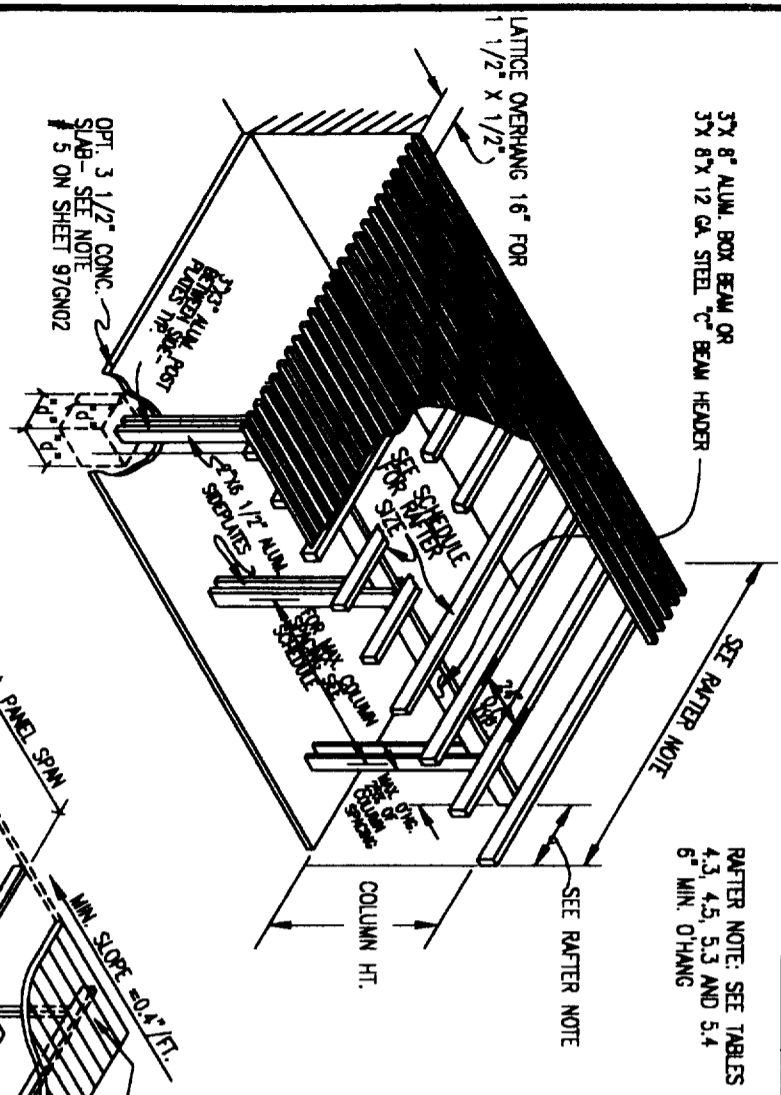 LATTICE OVERHANG 16" FOR
1 1/2" X 1/2"
3"X 8" ALUM. BOX BEAM OR
3"X 8"X 12 GA. STEEL "C" BEAM HEADER
SEE RAFTER NOTE
RAFTER NOTE: SEE TABLES
4.3, 4.5, 5.3 AND 5.4
6" MIN. O'HANG
SEE RAFTER NOTE
COLUMN HT.
SEE SCHEDULE
FOR RAFTER
SIZE
24"
MAX. O'HG.
OF
COLUMN
SPACING
FOR MAX. COLUMN
SPACING SEE
SCHEDULE
2"X6 1/2" ALUM.
SIDEPLATES
3"X3" ALUM. POST
BETWEEN SIDE-
PLATES TYP.
OPT. 3 1/2" CONC.
SLAB- SEE NOTE
# 5 ON SHEET 97GN02
"d"
"d"
"d"
PANEL SPAN
MIN. SLOPE =0.4"/FT.